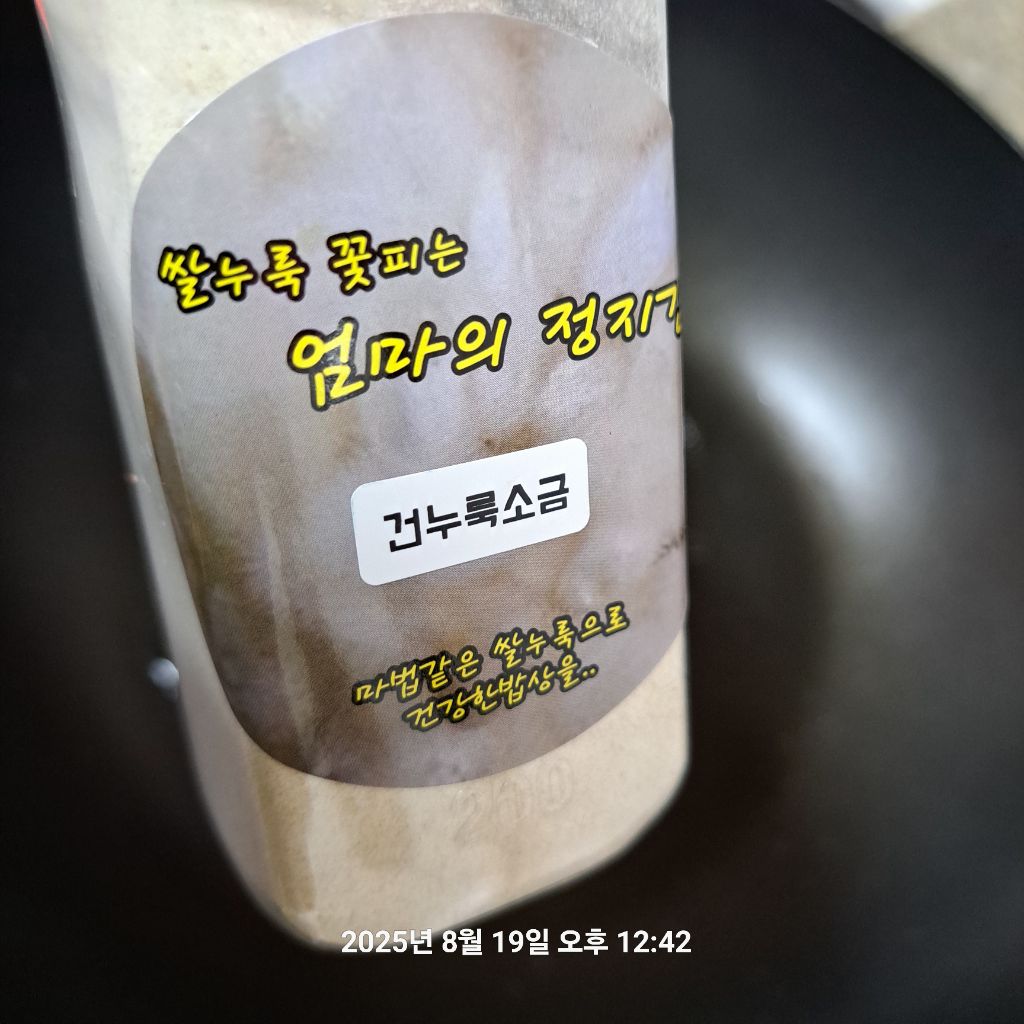 쌀누룩 꽃피는
엄마의
건누룩소금
마법같은 쌀누룩으로
건강한밥상을..
200
2025년 8월 19일 오후 12:42